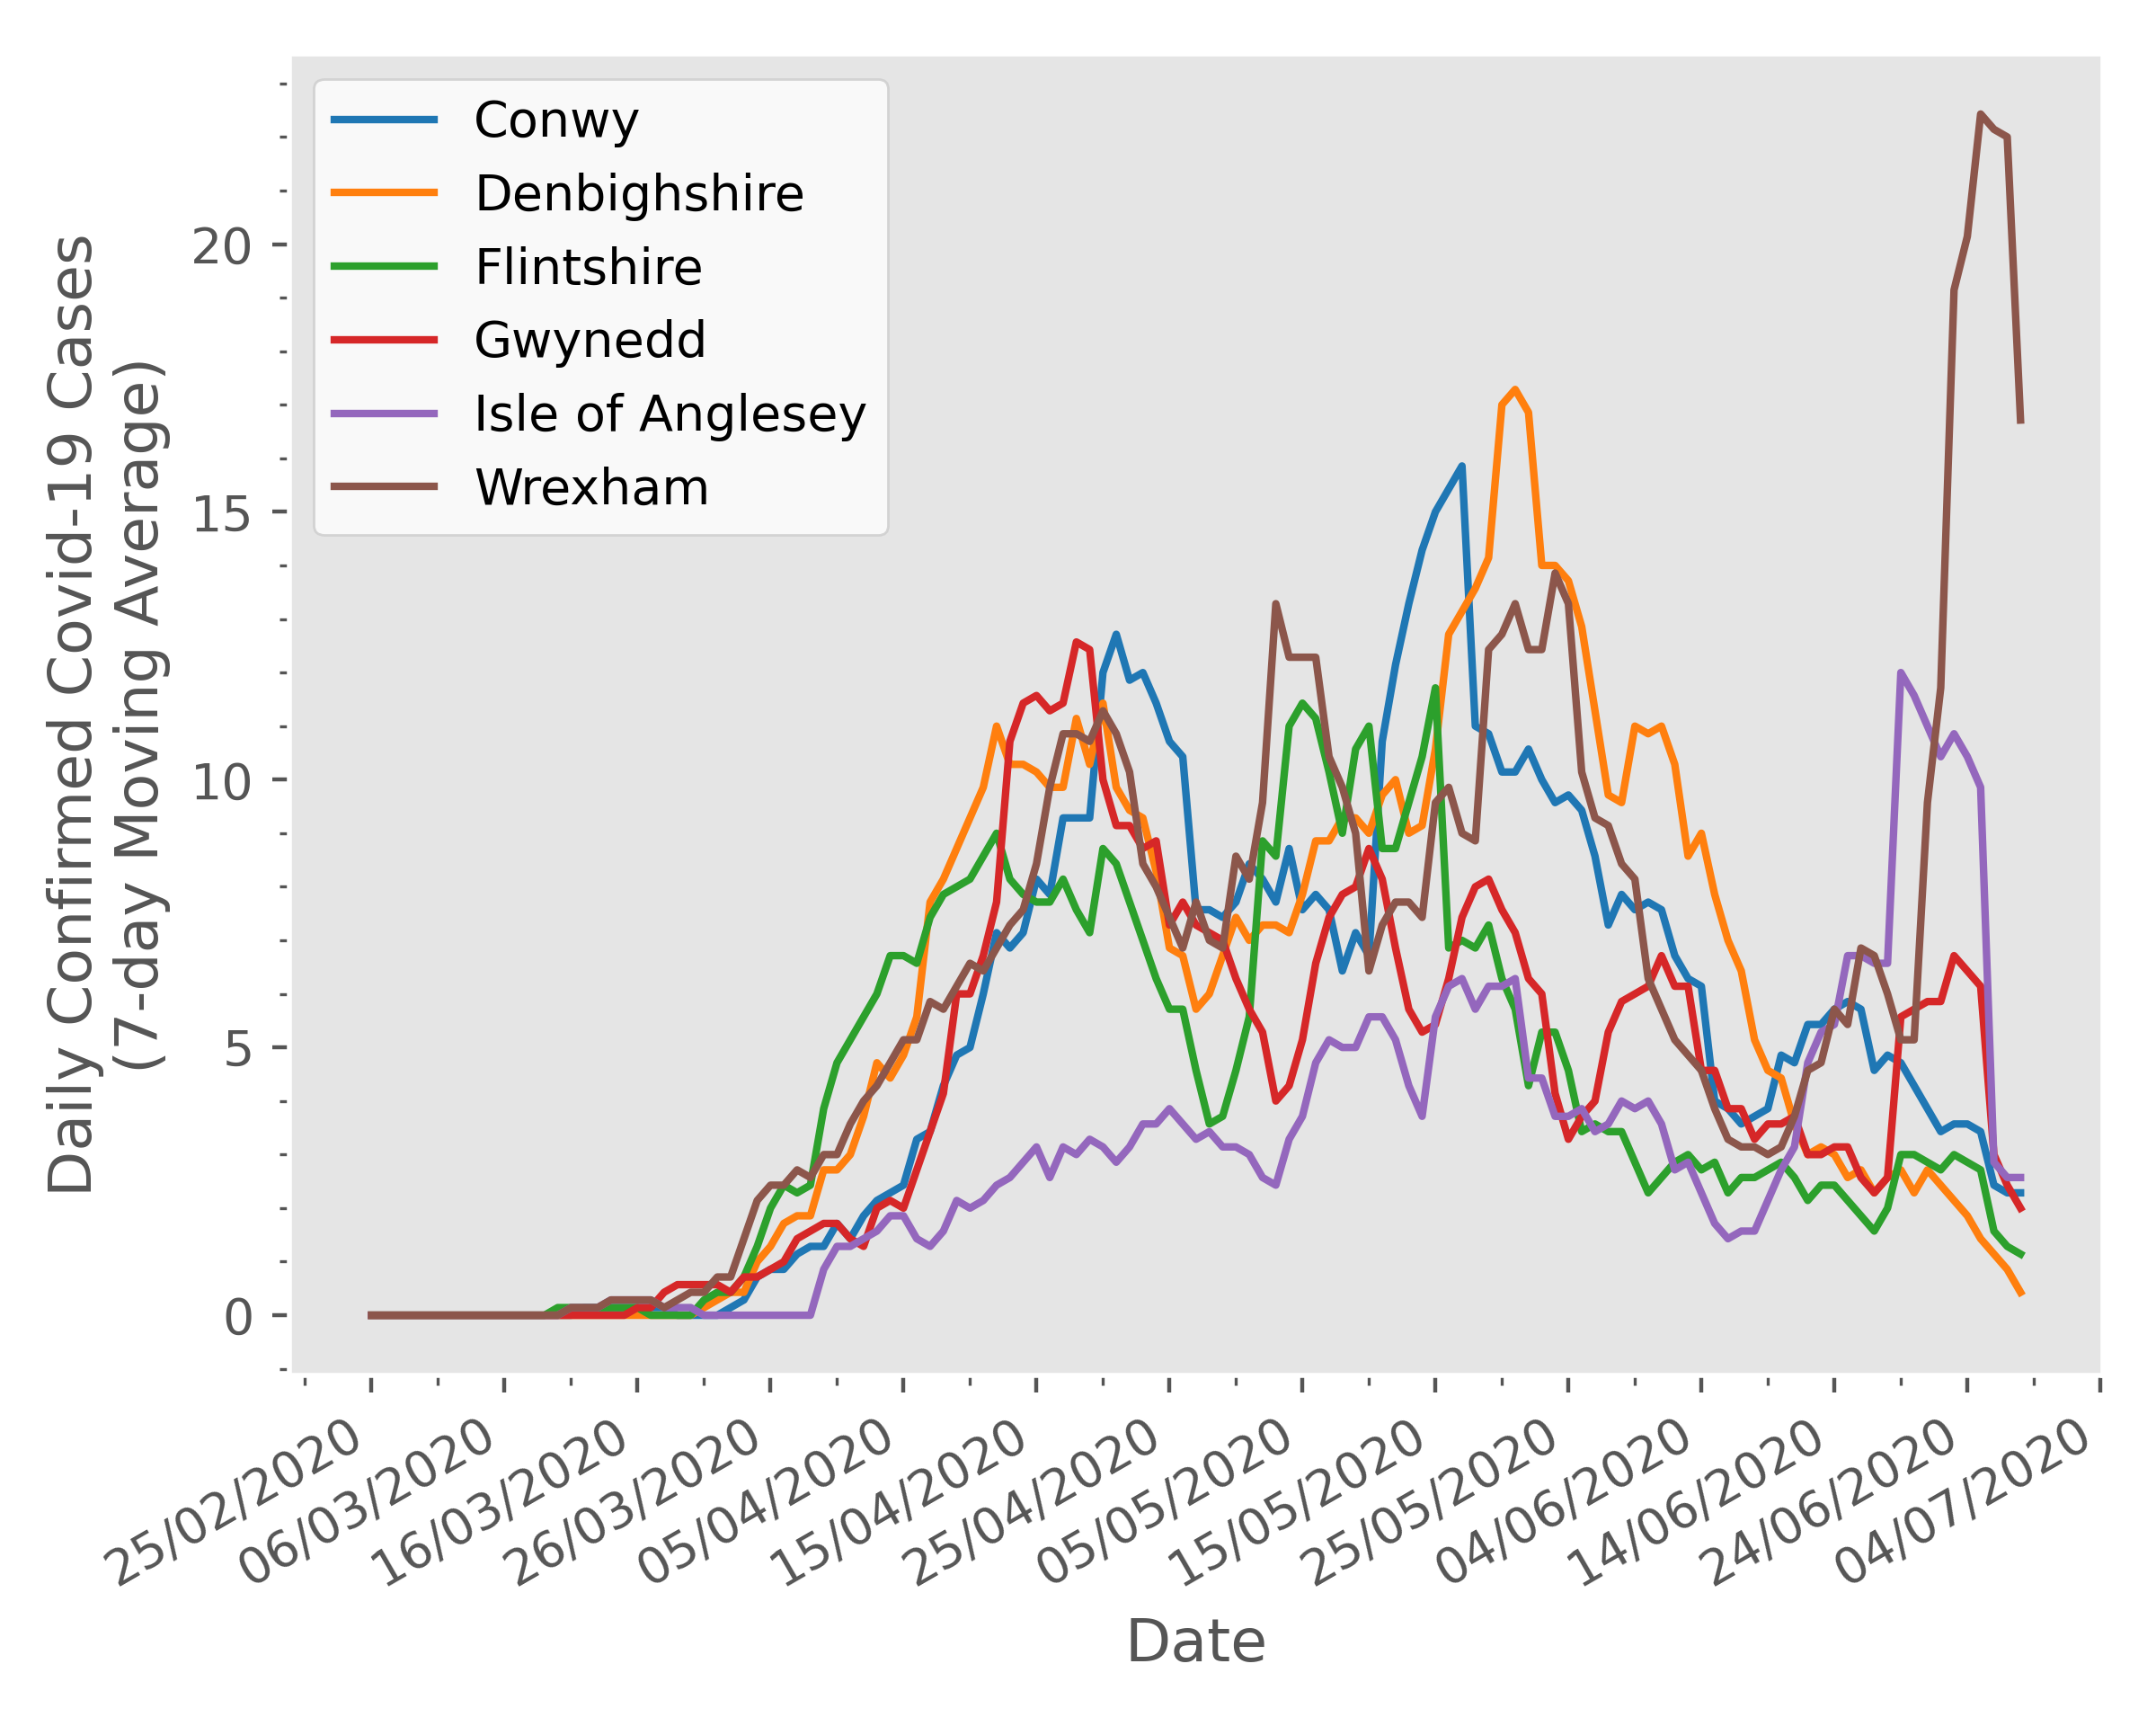 Conwy
Denbighshire
Flintshire
Gwynedd
Isle of Anglesey
Wrexham
Daily Confirmed Covid-19 Cases
(7-day Moving Average)
20
15
10
5
0
25/02/2020
06/03/2020
16/03/2020
26/03/2020
05/04/2020
15/04/2020
25/04/2020
05/05/2020
15/05/2020
25/05/2020
04/06/2020
14/06/2020
24/06/2020
04/07/2020
Date